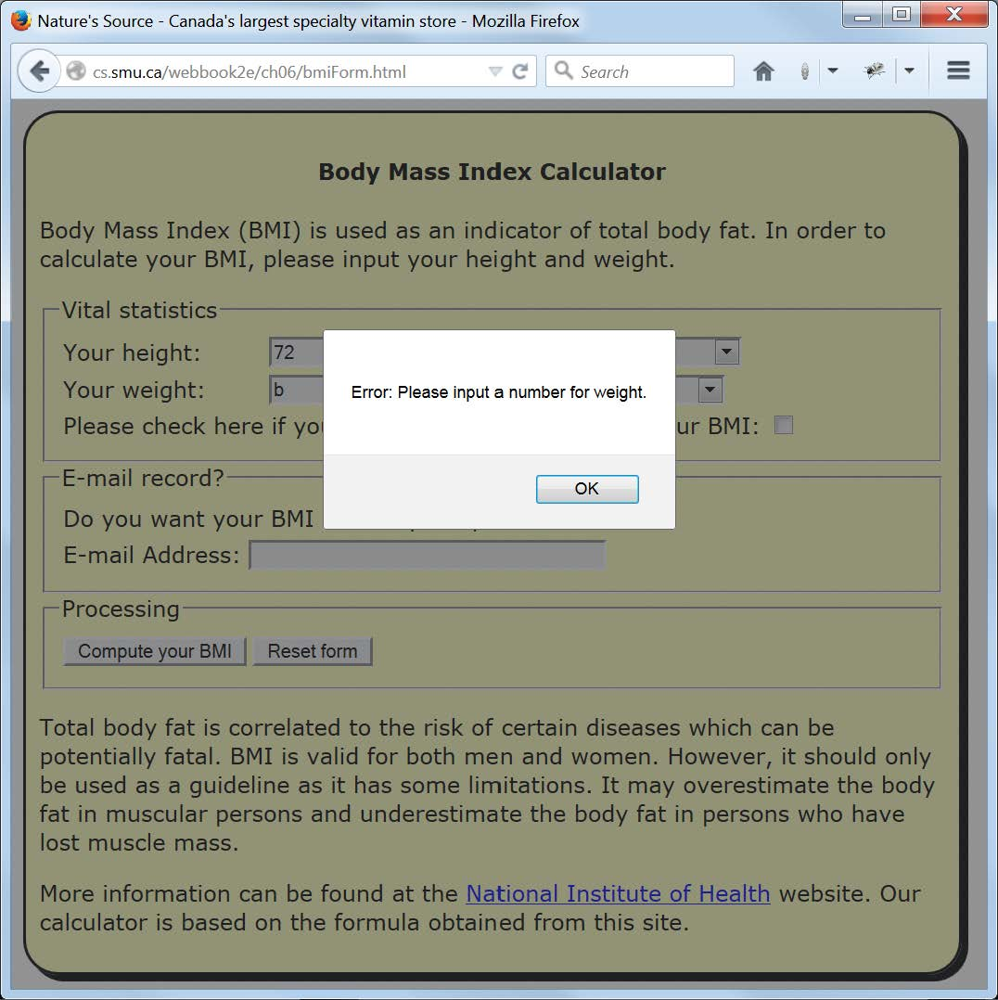 Nature's Source - Canada's largest specialty vitamin store - Mozilla Firefox
cs.smu.ca/webbook2e/ch06/bmiForm.html
Search
Body Mass Index Calculator
Body Mass Index (BMI) is used as an indicator of total body fat. In order to
calculate your BMI, please input your height and weight.
Vital statistics
Your height: 72
Your weight: b
Please check here if you ur BMI:
Error: Please input a number for weight.
OK
E-mail record?
Do you want your BMI
E-mail Address:
Processing
Compute your BMI Reset form
Total body fat is correlated to the risk of certain diseases which can be
potentially fatal. BMI is valid for both men and women. However, it should only
be used as a guideline as it has some limitations. It may overestimate the body
fat in muscular persons and underestimate the body fat in persons who have
lost muscle mass.
More information can be found at the National Institute of Health website. Our
calculator is based on the formula obtained from this site.